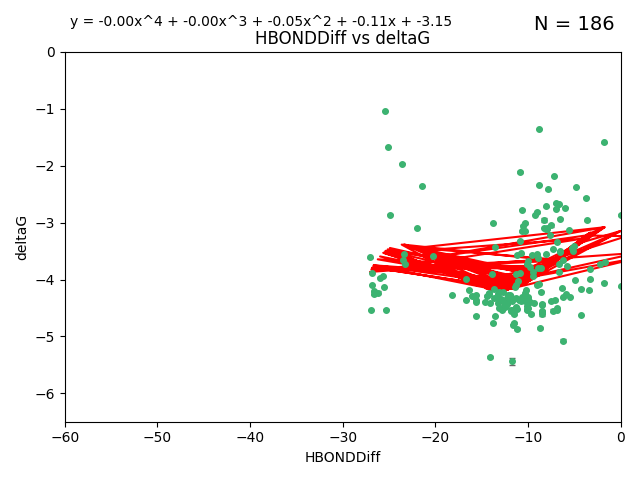 y = -0.00x^4 + -0.00x^3 + -0.05x^2 + -0.11x + -3.15
N = 186
HBONDDiff vs deltaG
0
−1
−2
−3
−4
−5
−6
deltaG
−60
−50
−40
−30
−20
−10
0
HBONDDiff